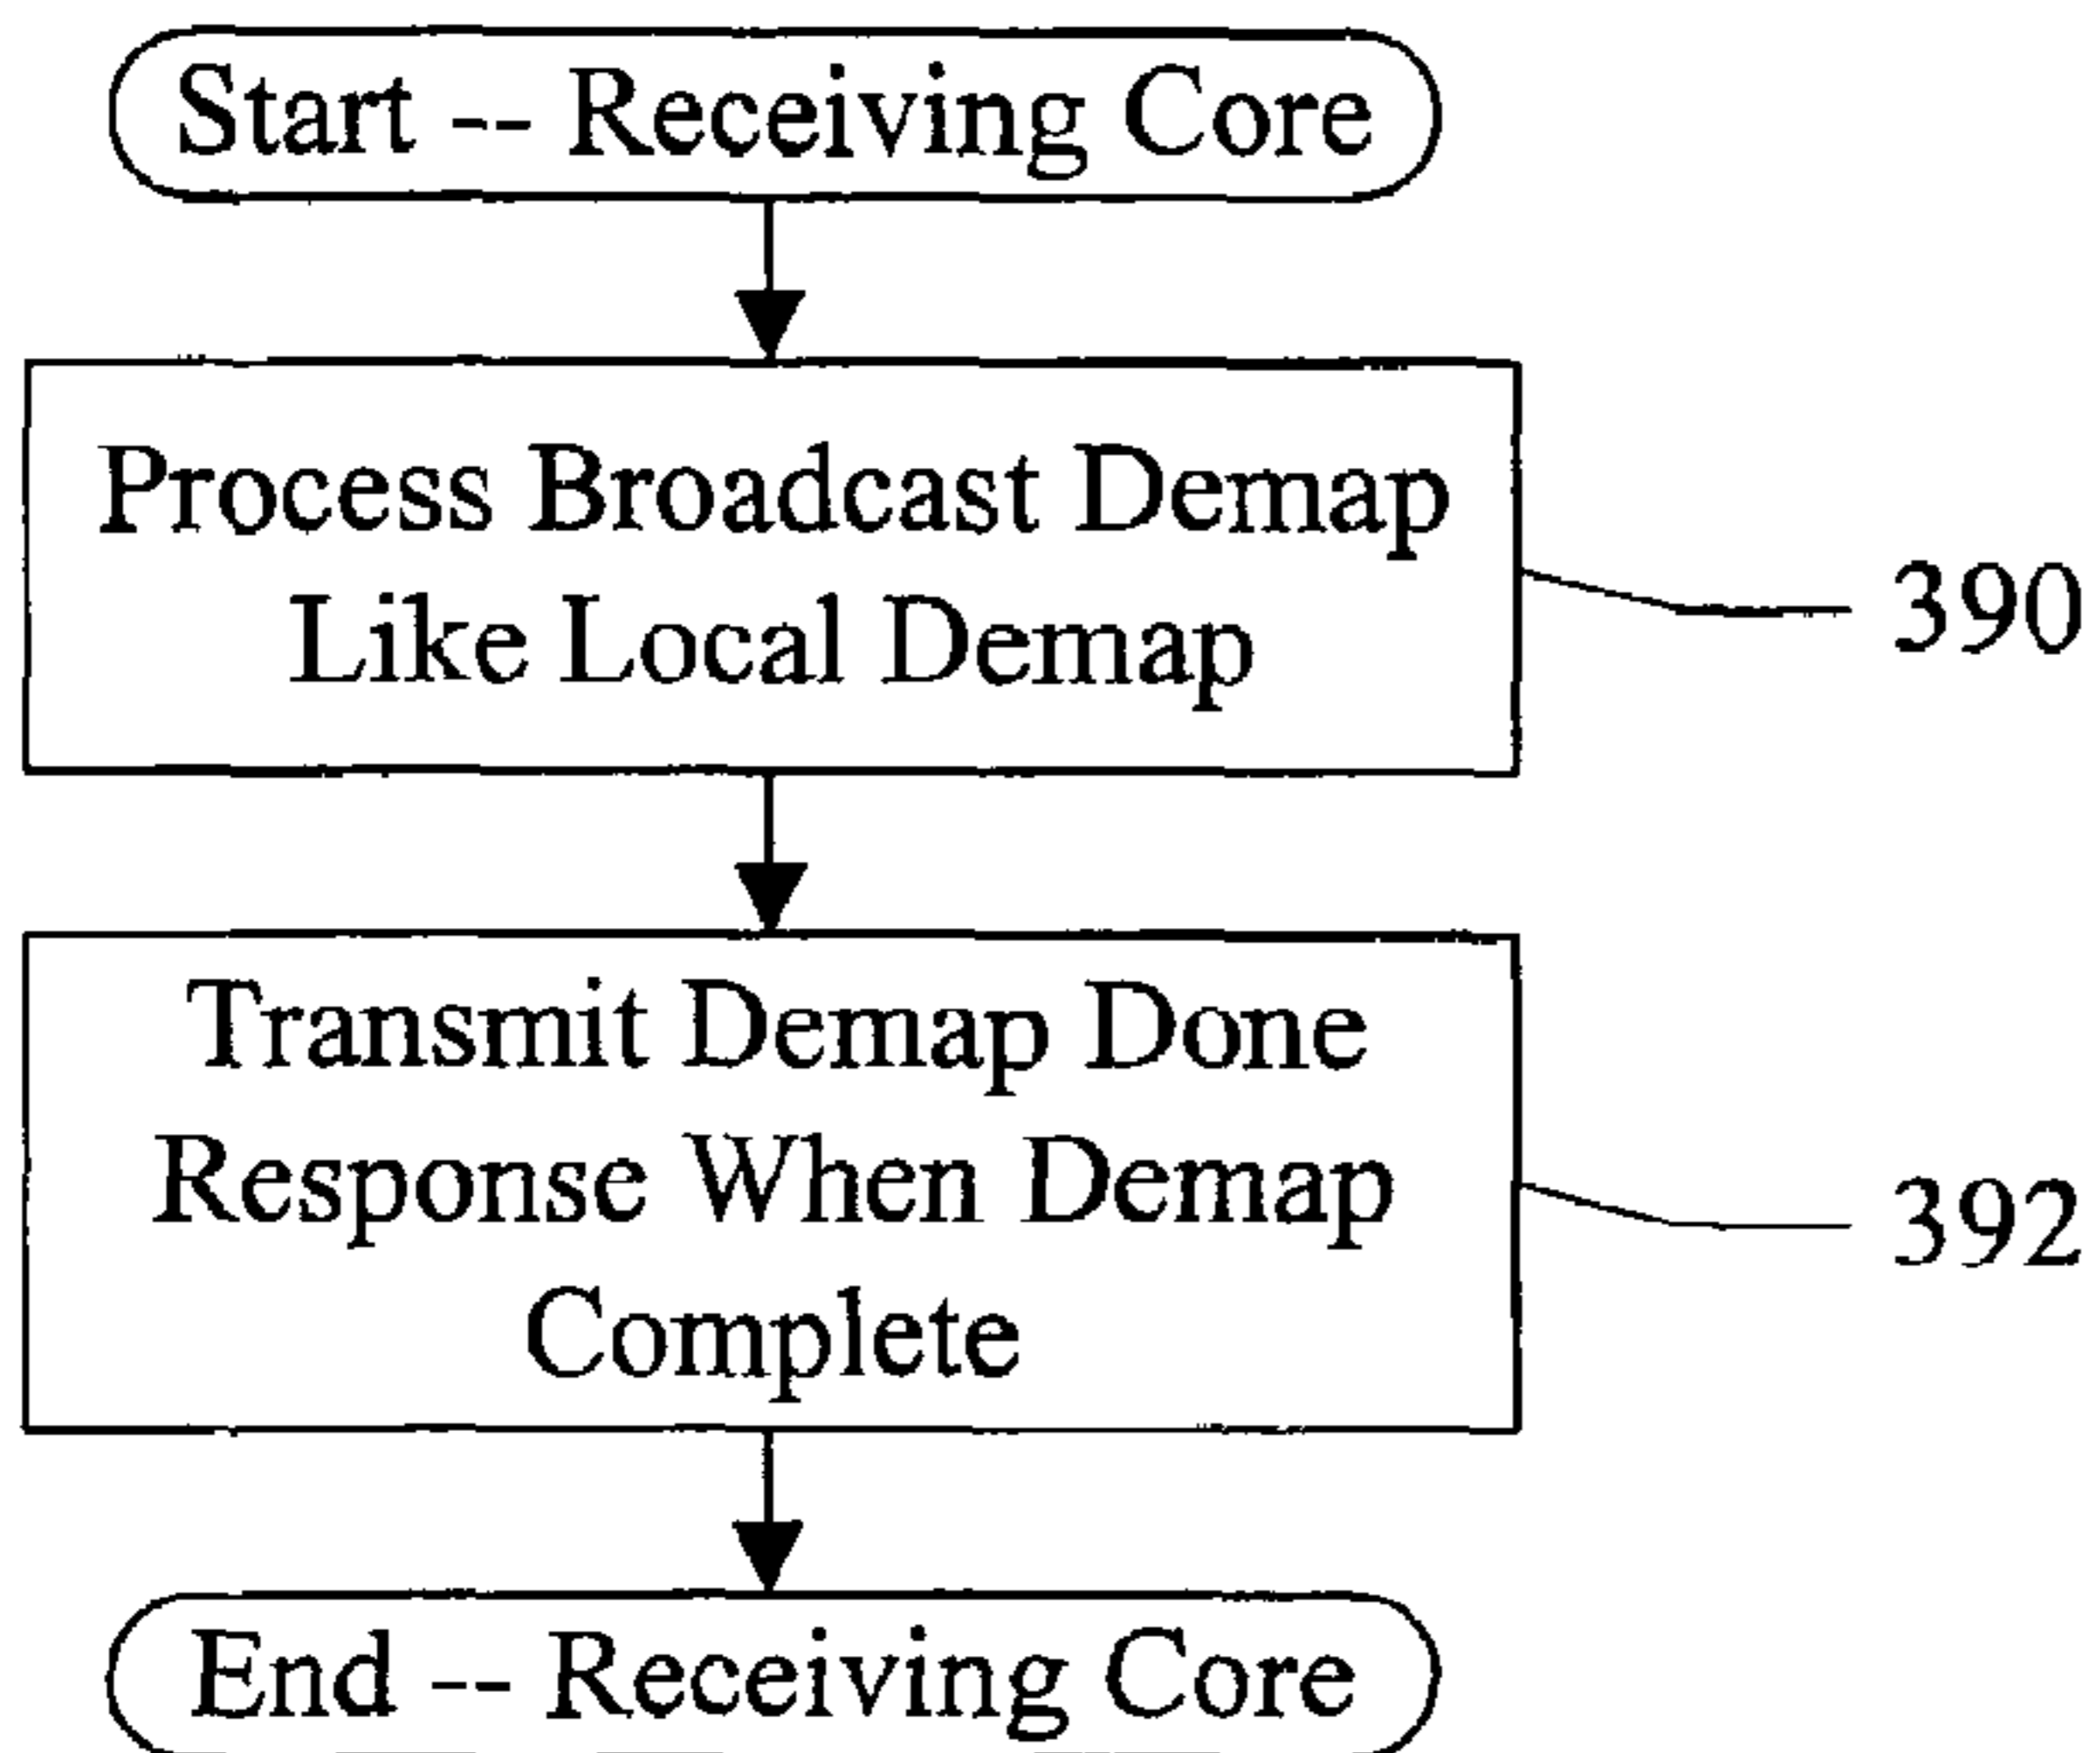 Start -- Receiving Core
Process Broadcast Demap
Like Local Demap
390
Transmit Demap Done
Response When Demap
Complete
392
End -- Receiving Core